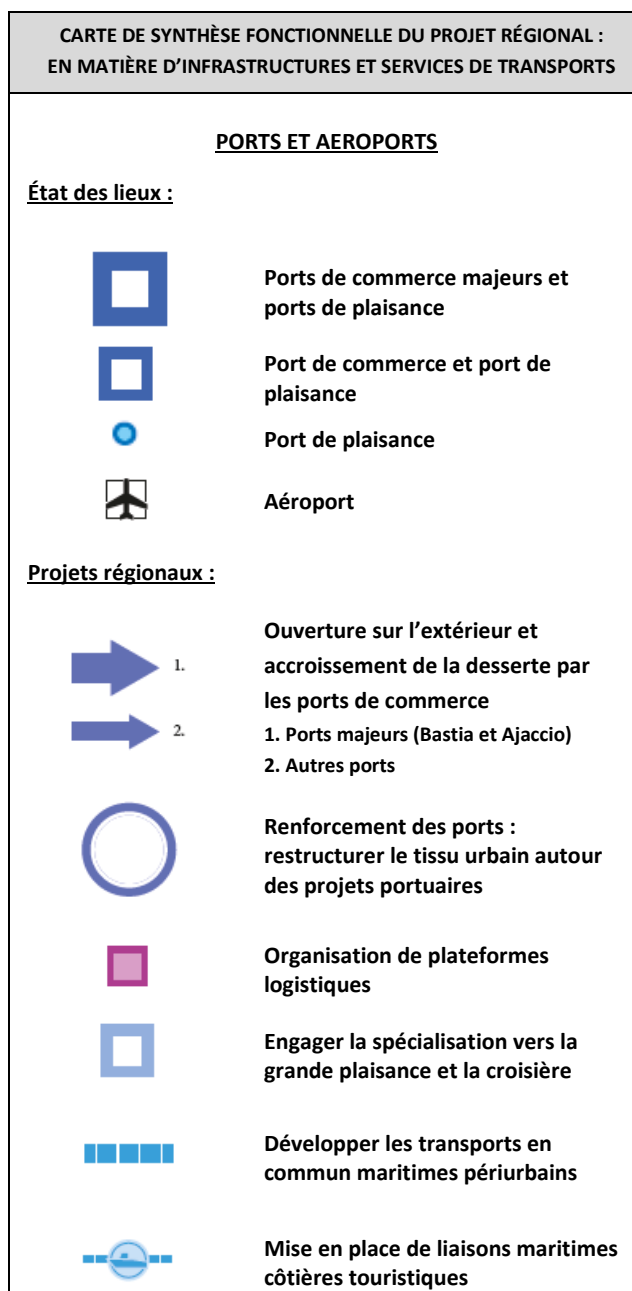 CARTE DE SYNTHÈSE FONCTIONNELLE DU PROJET RÉGIONAL :
EN MATIÈRE D'INFRASTRUCTURES ET SERVICES DE TRANSPORTS
PORTS ET AEROPORTS
État des lieux :
Ports de commerce majeurs et
ports de plaisance
Port de commerce et port de
plaisance
Port de plaisance
Aéroport
Projets régionaux :
1.
2.
Ouverture sur l'extérieur et
accroissement de la desserte par
les ports de commerce
1. Ports majeurs (Bastia et Ajaccio)
2. Autres ports
Renforcement des ports :
restructurer le tissu urbain autour
des projets portuaires
Organisation de plateformes
logistiques
Engager la spécialisation vers la
grande plaisance et la croisière
Développer les transports en
commun maritimes périurbains
Mise en place de liaisons maritimes
côtières touristiques